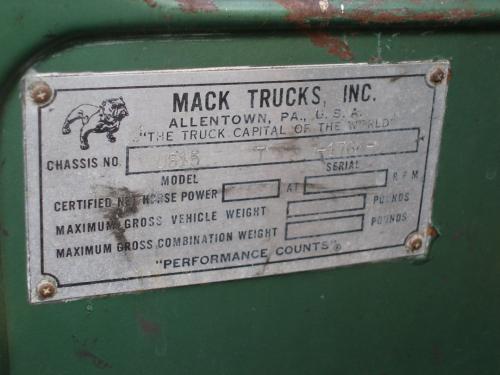 MACK TRUCKS, INC.
ALLENTOWN, PA., U.S.A.
"THE TRUCK CAPITAL OF THE WORLD"
CHASSIS NO.
MODEL SERIAL
CERTIFIED NET HORSE POWER AT R P M
MAXIMUM GROSS VEHICLE WEIGHT POUNDS
MAXIMUM GROSS COMBINATION WEIGHT POUNDS
"PERFORMANCE COUNTS"®